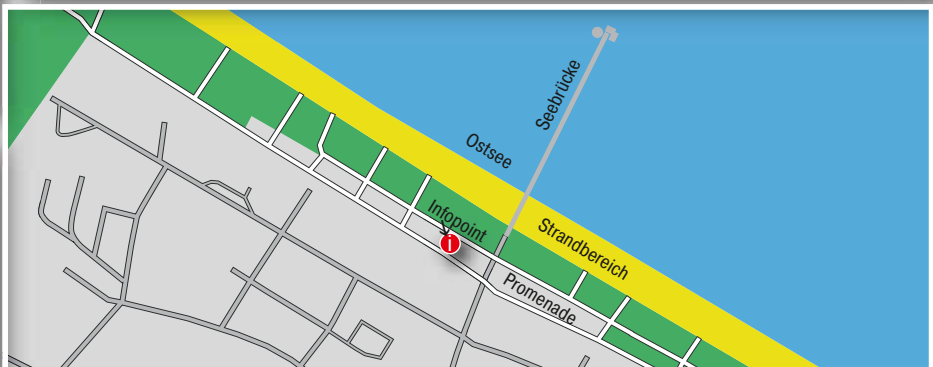 Seebrücke
Ostsee
Infopoint
i
Strandbereich
Promenade